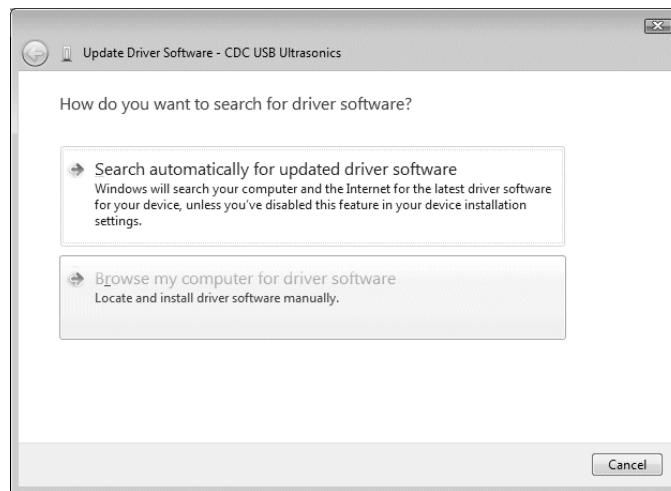 Update Driver Software - CDC USB Ultrasonics
How do you want to search for driver software?
Search automatically for updated driver software
Windows will search your computer and the Internet for the latest driver software
for your device, unless you've disabled this feature in your device installation
settings.
Browse my computer for driver software
Locate and install driver software manually.
Cancel